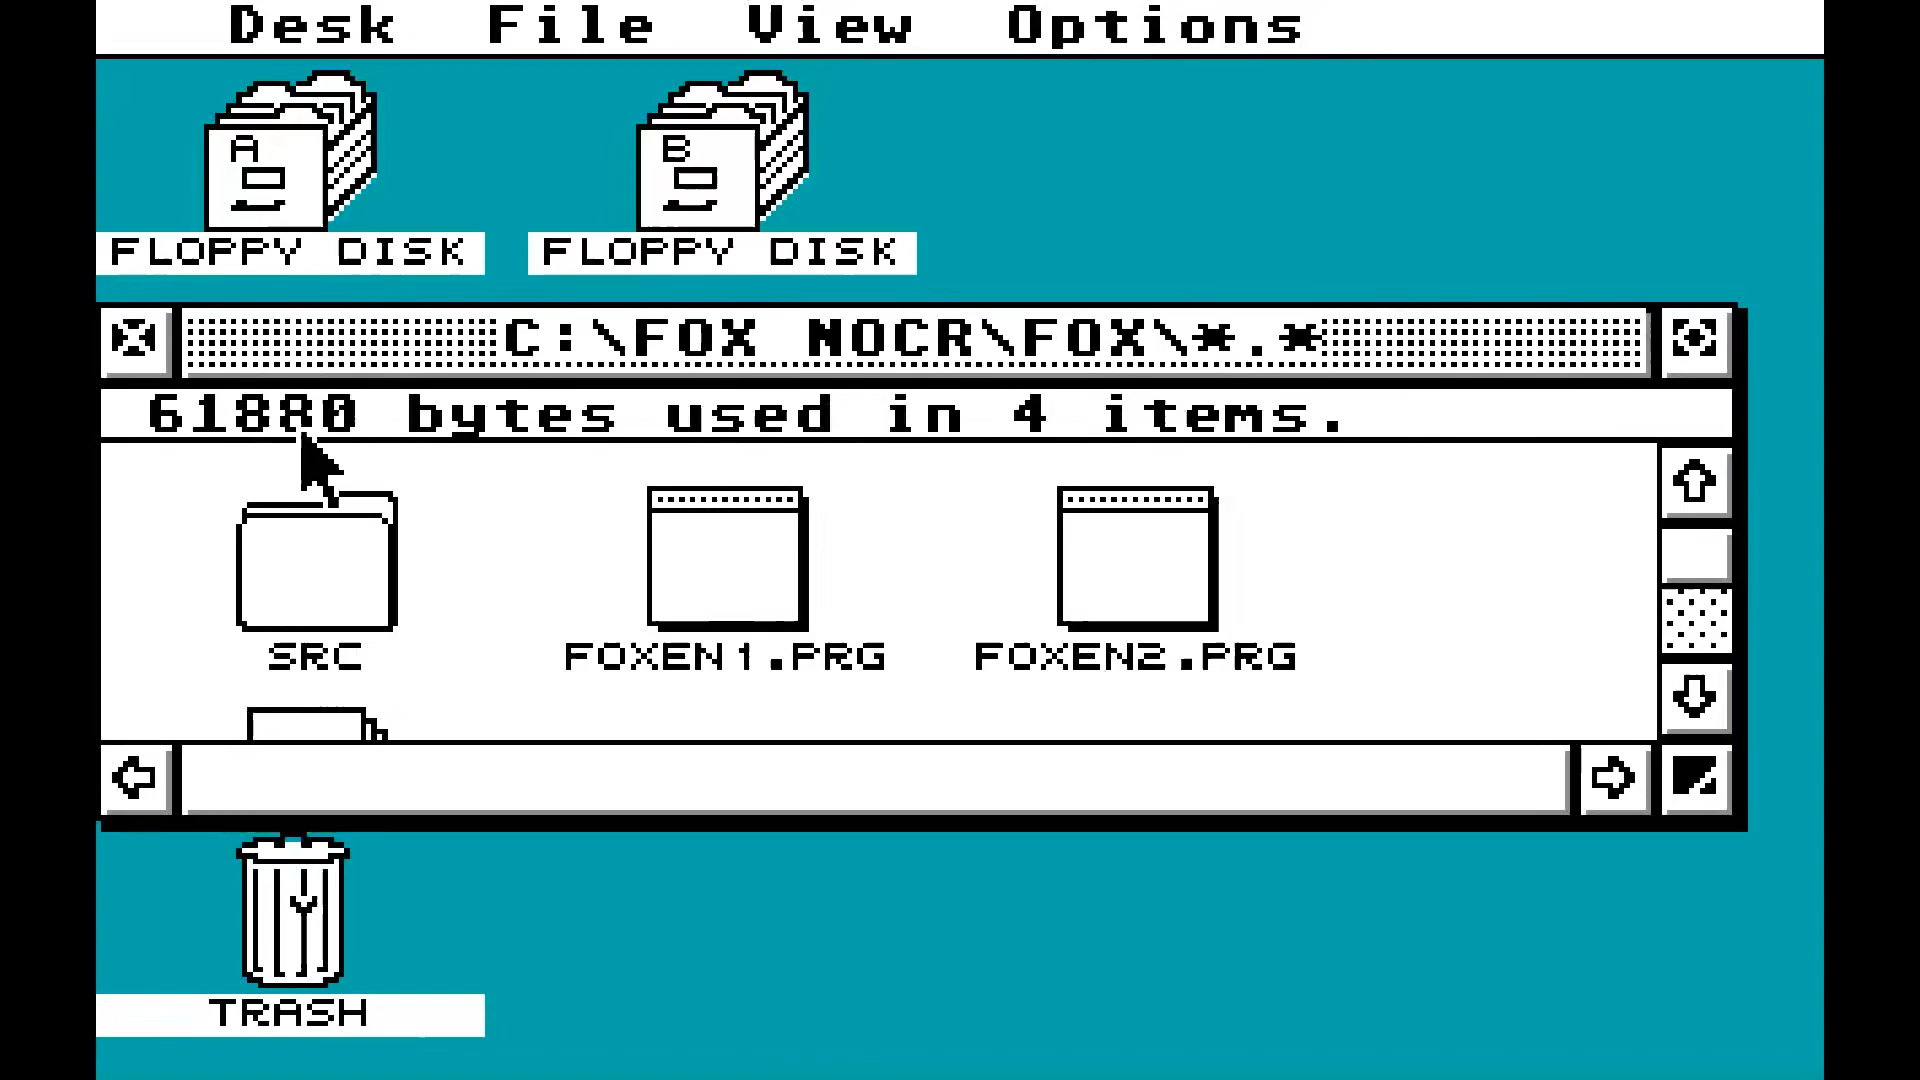 Desk File View Options
A
B
FLOPPY DISK
FLOPPY DISK
C:\FOX NOCR\FOX\*.*
61880 bytes used in 4 items.
SRC
FOXEN1.PRG
FOXEN2.PRG
TRASH